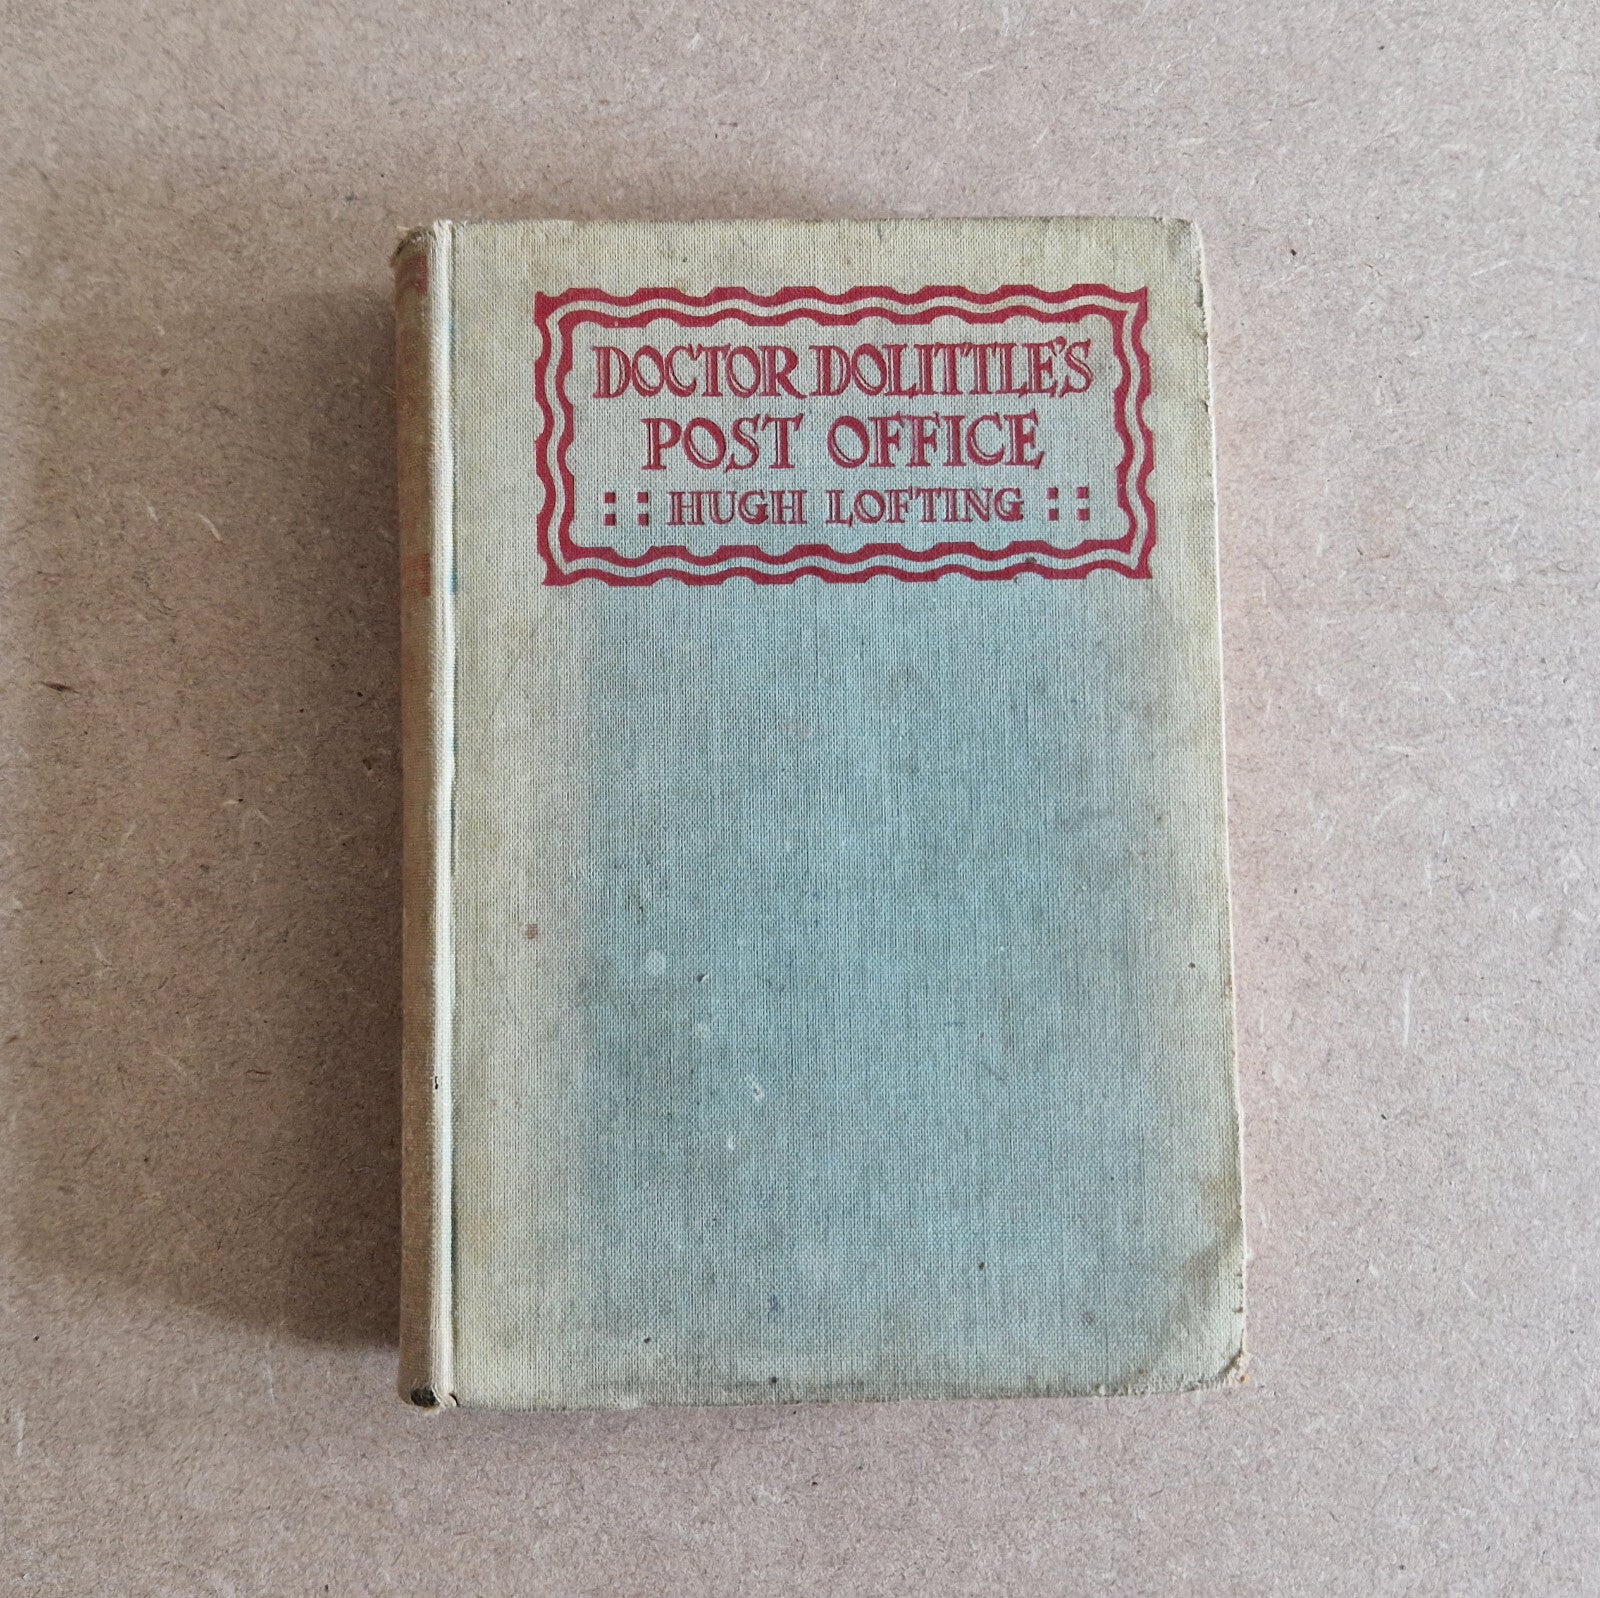 DOCTOR DOLITTLE'S
POST OFFICE
HUGH LOFTING